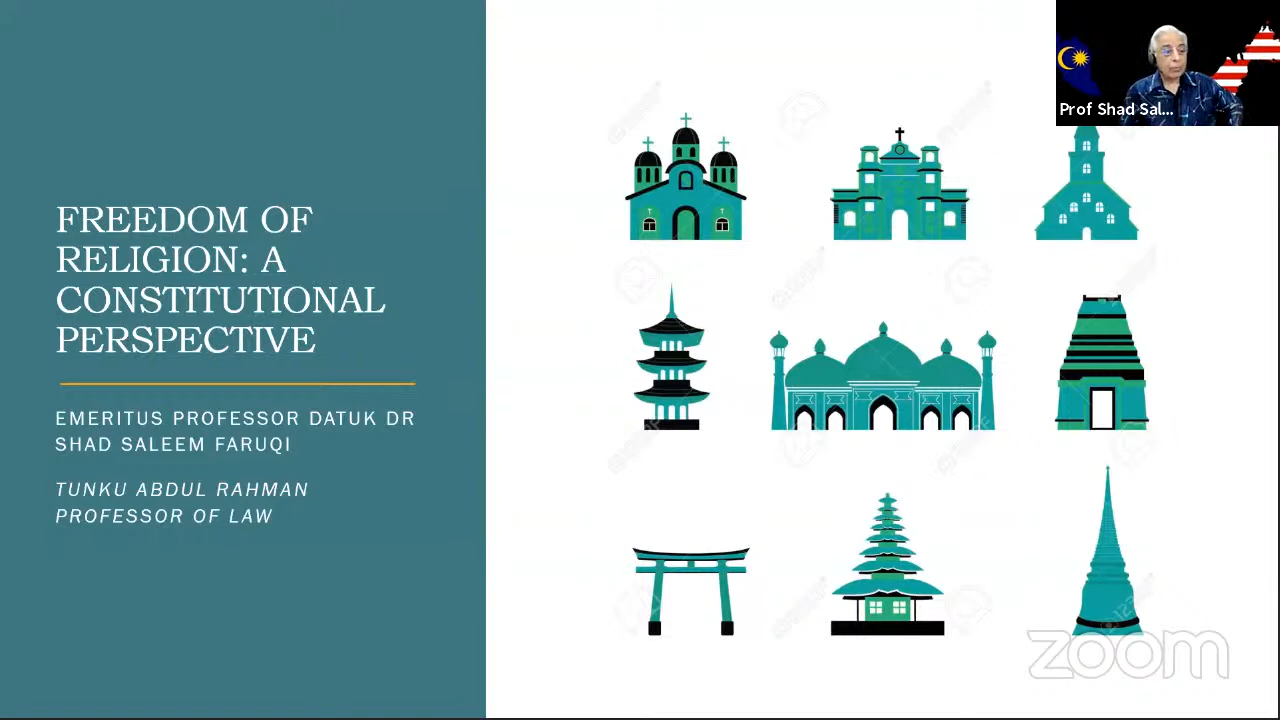 Prof Shad Sal...
FREEDOM OF
RELIGION: A
CONSTITUTIONAL
PERSPECTIVE
EMERITUS PROFESSOR DATUK DR
SHAD SALEEM FARUQI
TUNKU ABDUL RAHMAN
PROFESSOR OF LAW
zoom